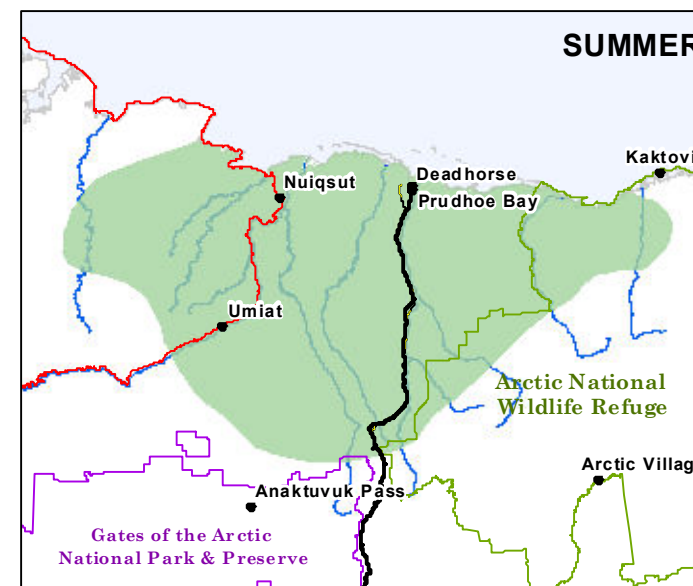 SUMMER
Kaktovi
Deadhorse
Prudhoe Bay
Nuiqsut
Umiat
Arctic National
Wildlife Refuge
Arctic Villag
Anaktuvuk Pass
Gates of the Arctic
National Park & Preserve